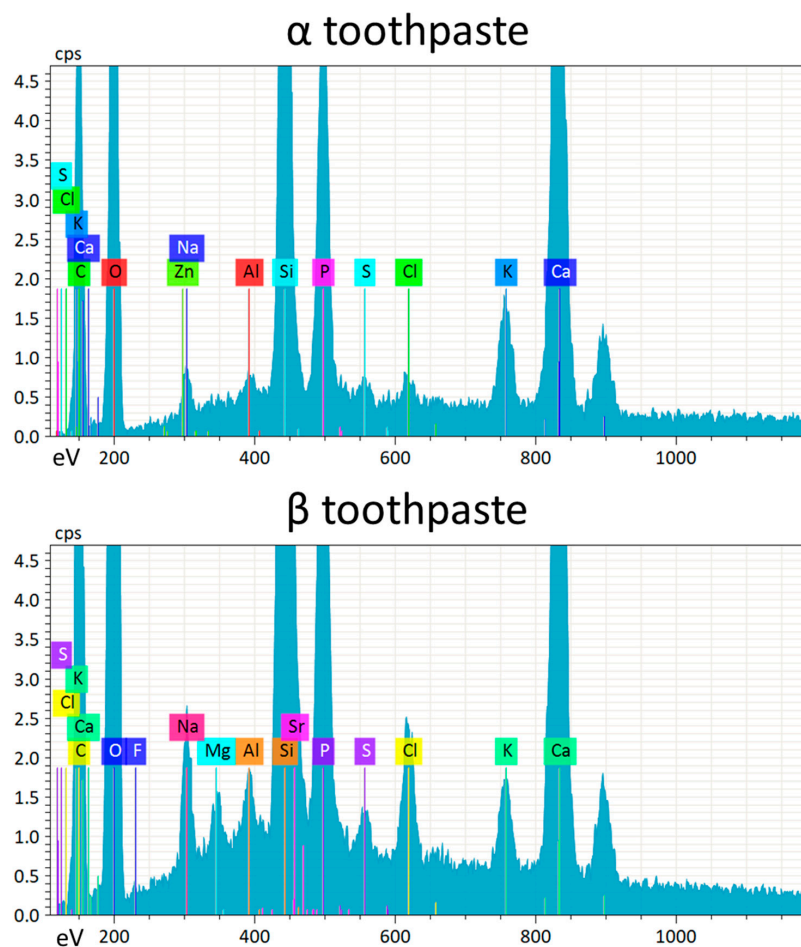 α toothpaste
cps
4.5
4.0
3.5
S
3.0
Cl
K
2.5
Ca
Na
2.0
C
O
Zn
Al
Si
P
S
Cl
K
Ca
1.5
1.0
0.5
0.0
eV
200
400
600
800
1000
β toothpaste
cps
4.5
4.0
3.5
S
3.0
K
Cl
2.5
Ca
Sr
2.0
C
O
F
Na
Mg
Al
Si
P
S
Cl
K
Ca
1.5
1.0
0.5
0.0
eV
200
400
600
800
1000